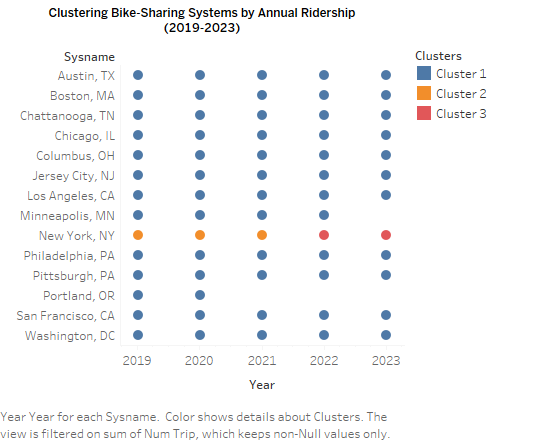 Clustering Bike-Sharing Systems by Annual Ridership
(2019-2023)
Sysname
Clusters
Austin, TX
Cluster 1
Boston, MA
Cluster 2
Chattanooga, TN
Cluster 3
Chicago, IL
Columbus, OH
Jersey City, NJ
Los Angeles, CA
Minneapolis, MN
New York, NY
Philadelphia, PA
Pittsburgh, PA
Portland, OR
San Francisco, CA
Washington, DC
2019 2020 2021 2022 2023
Year
Year Year for each Sysname. Color shows details about Clusters. The
view is filtered on sum of Num Trip, which keeps non-Null values only.